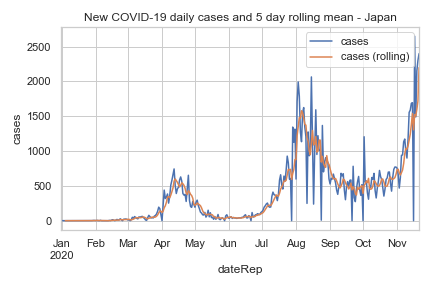 New COVID-19 daily cases and 5 day rolling mean - Japan
cases
cases (rolling)
2500
2000
1500
1000
500
0
cases
Jan Feb Mar Apr May Jun Jul Aug Sep Oct Nov
2020
dateRep